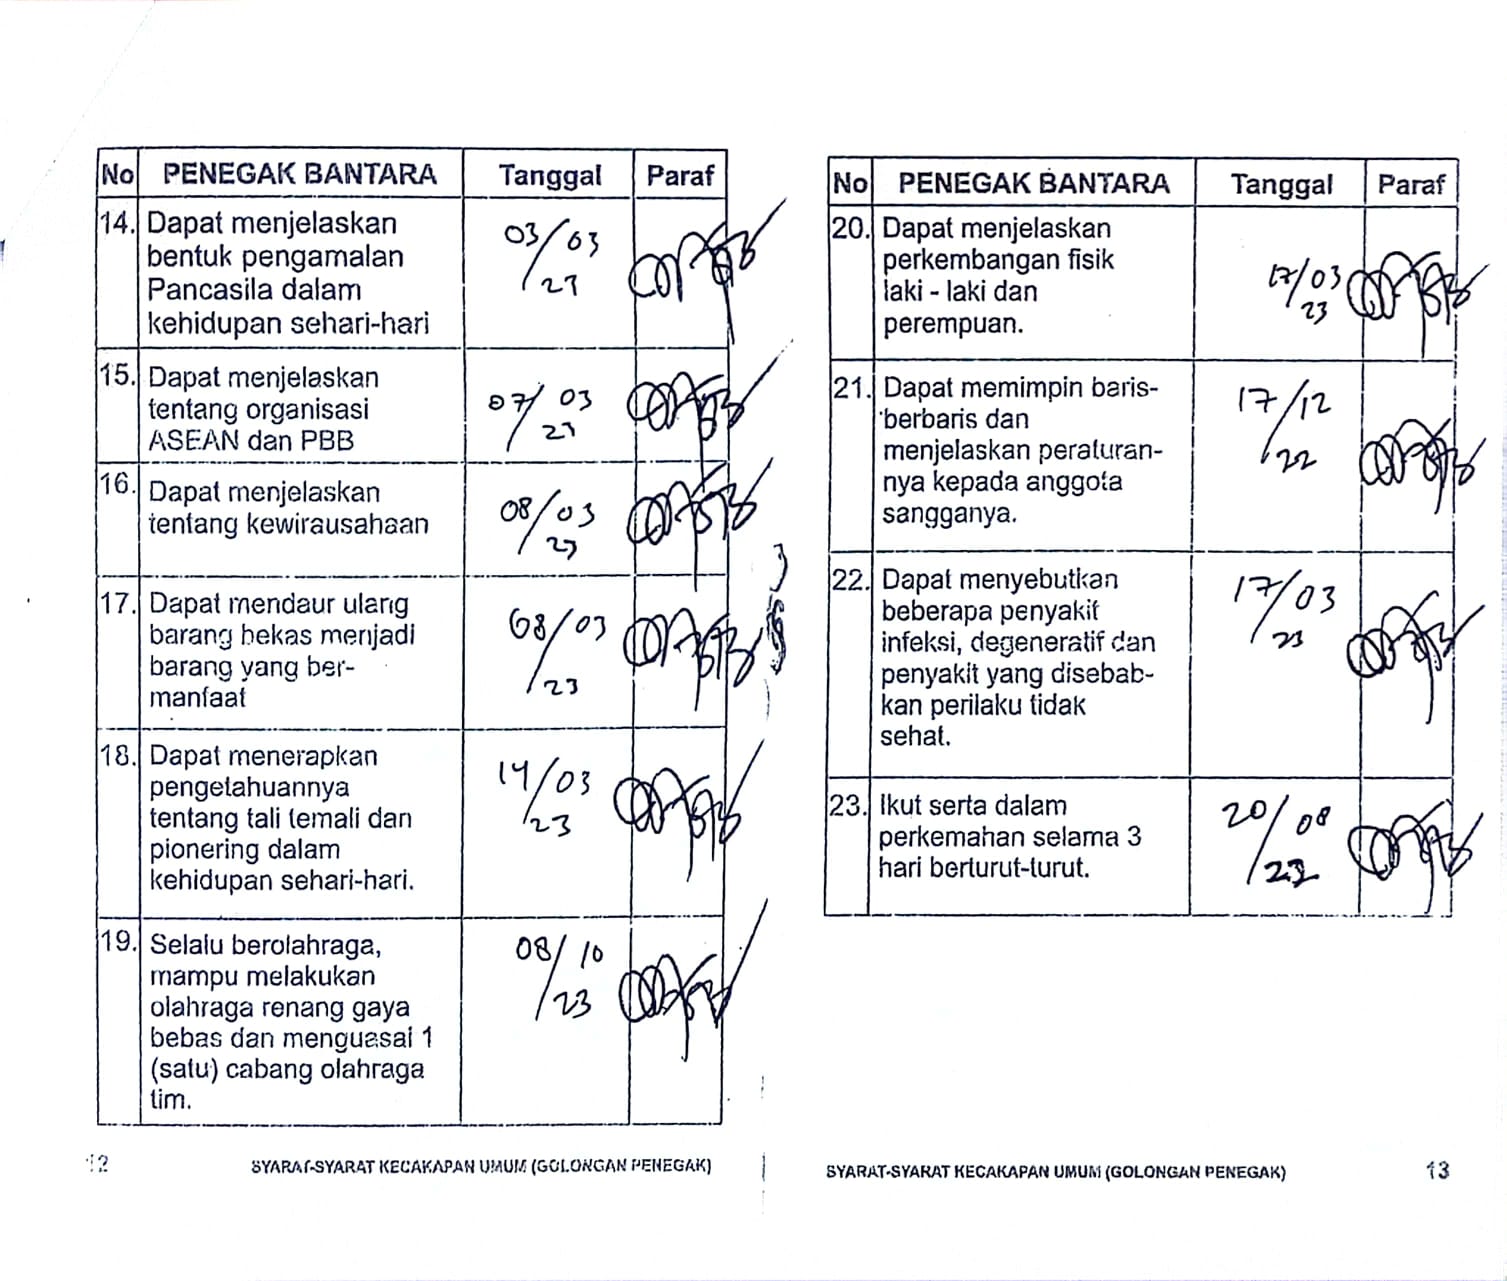 No PENEGAK BANTARA Tanggal Paraf
14. Dapat menjelaskan
bentuk pengamalan
Pancasila dalam
kehidupan sehari-hari
03/03
23
15. Dapat menjelaskan
tentang organisasi
ASEAN dan PBB
07/03
23
16. Dapat menjelaskan
tentang kewirausahaan
08/03
23
17. Dapat mendaur ulang
barang bekas menjadi
barang yang ber-
manfaat
08/03
23
18. Dapat menerapkan
pengetahuannya
tentang tali temali dan
pionering dalam
kehidupan sehari-hari.
14/03
23
19. Selalu berolahraga,
mampu melakukan
olahraga renang gaya
bebas dan menguasai 1
(satu) cabang olahraga
tim.
08/10
23
12 SYARAT-SYARAT KECAKAPAN UMUM (GOLONGAN PENEGAK)
No PENEGAK BANTARA Tanggal Paraf
20. Dapat menjelaskan
perkembangan fisik
laki - laki dan
perempuan.
17/03
23
21. Dapat memimpin baris-
berbaris dan
menjelaskan peraturan-
nya kepada anggota
sangganya.
17/12
22
22. Dapat menyebutkan
beberapa penyakit
infeksi, degeneratif dan
penyakit yang disebab-
kan perilaku tidak
sehat.
17/03
23
23. Ikut serta dalam
perkemahan selama 3
hari berturut-turut.
20/08
SYARAT-SYARAT KECAKAPAN UMUM (GOLONGAN PENEGAK) 13